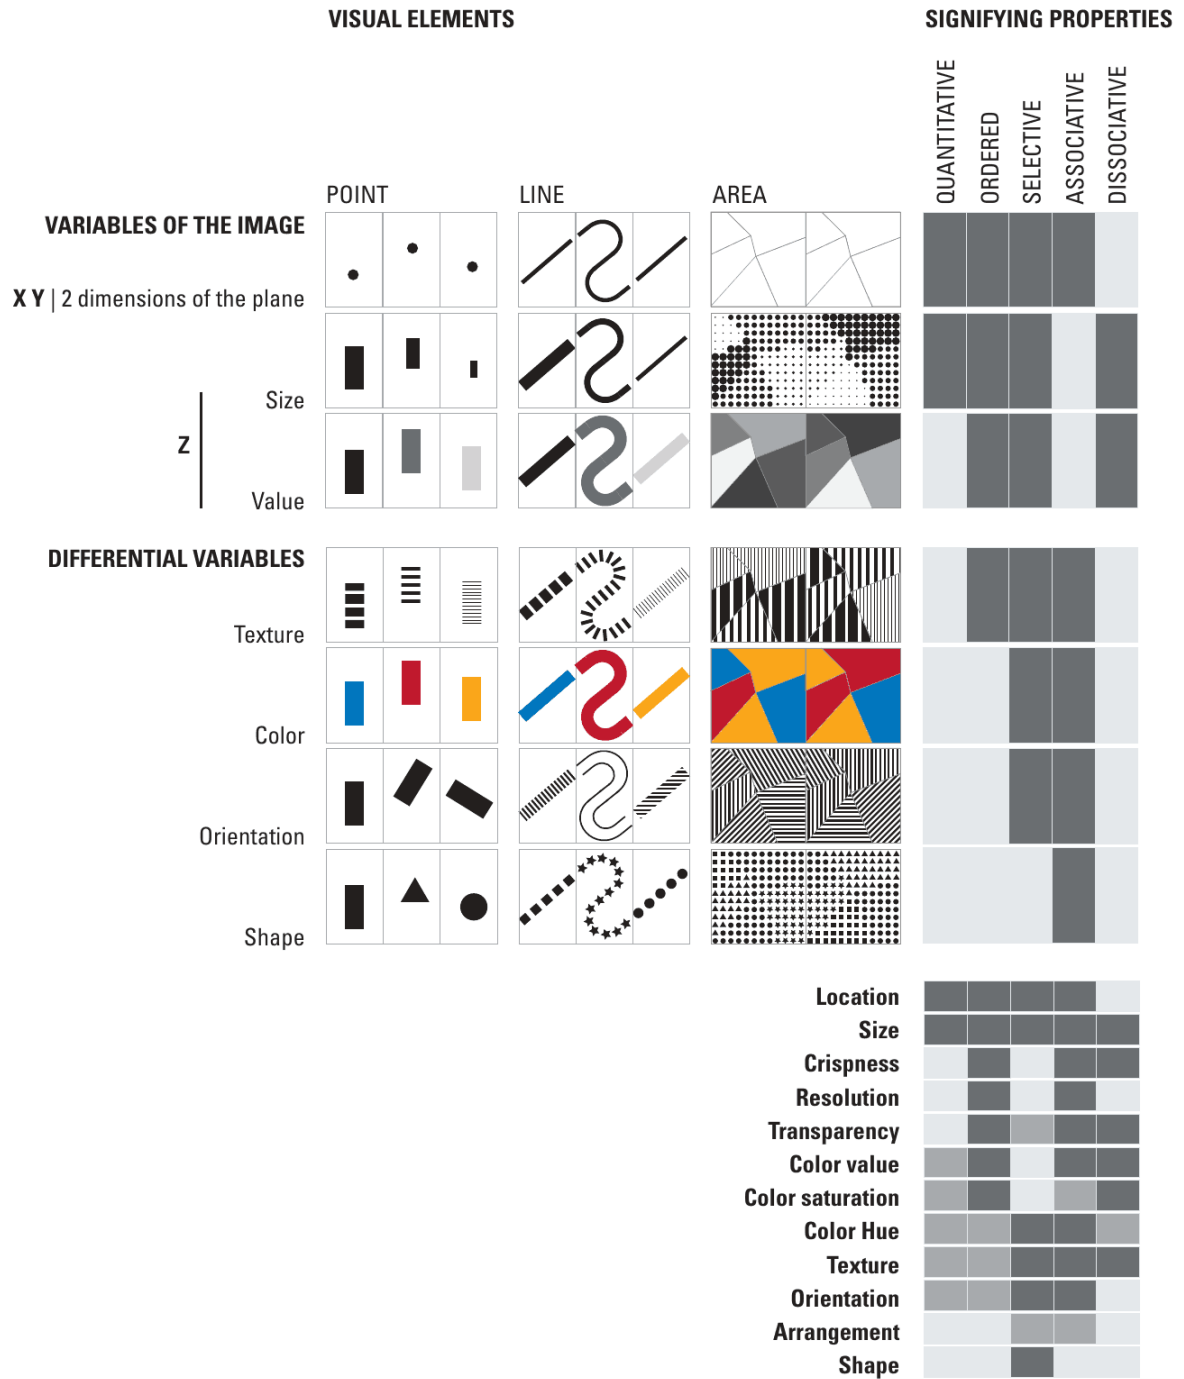 VISUAL ELEMENTS
SIGNIFYING PROPERTIES
QUANTITATIVE
ORDERED
SELECTIVE
ASSOCIATIVE
DISSOCIATIVE
POINT
LINE
AREA
VARIABLES OF THE IMAGE
X Y | 2 dimensions of the plane
Size
Z
Value
DIFFERENTIAL VARIABLES
Texture
Color
Orientation
Shape
Location
Size
Crispness
Resolution
Transparency
Color value
Color saturation
Color Hue
Texture
Orientation
Arrangement
Shape